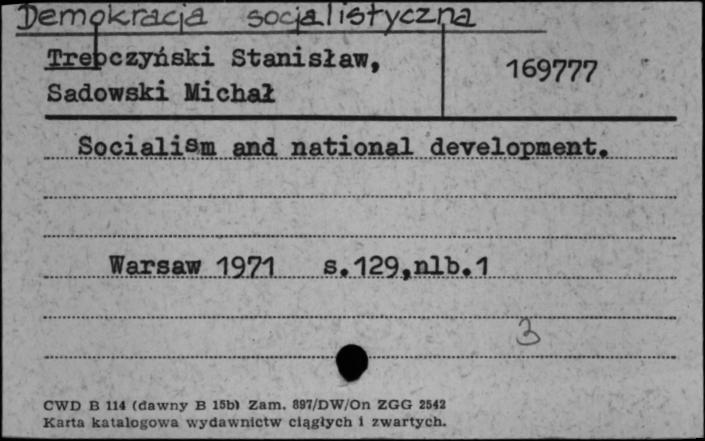 Demokracja socjalistyczna
Trepczyński Stanisław,
169777
Sadowski Michał
Socialism and national development.
Warsaw 1971 s.129,nlb.1
3
CWD B 114 (dawny B 15b) Zam. 897/DW/On ZGG 2542
Karta katalogowa wydawnictw ciągłych i zwartych.